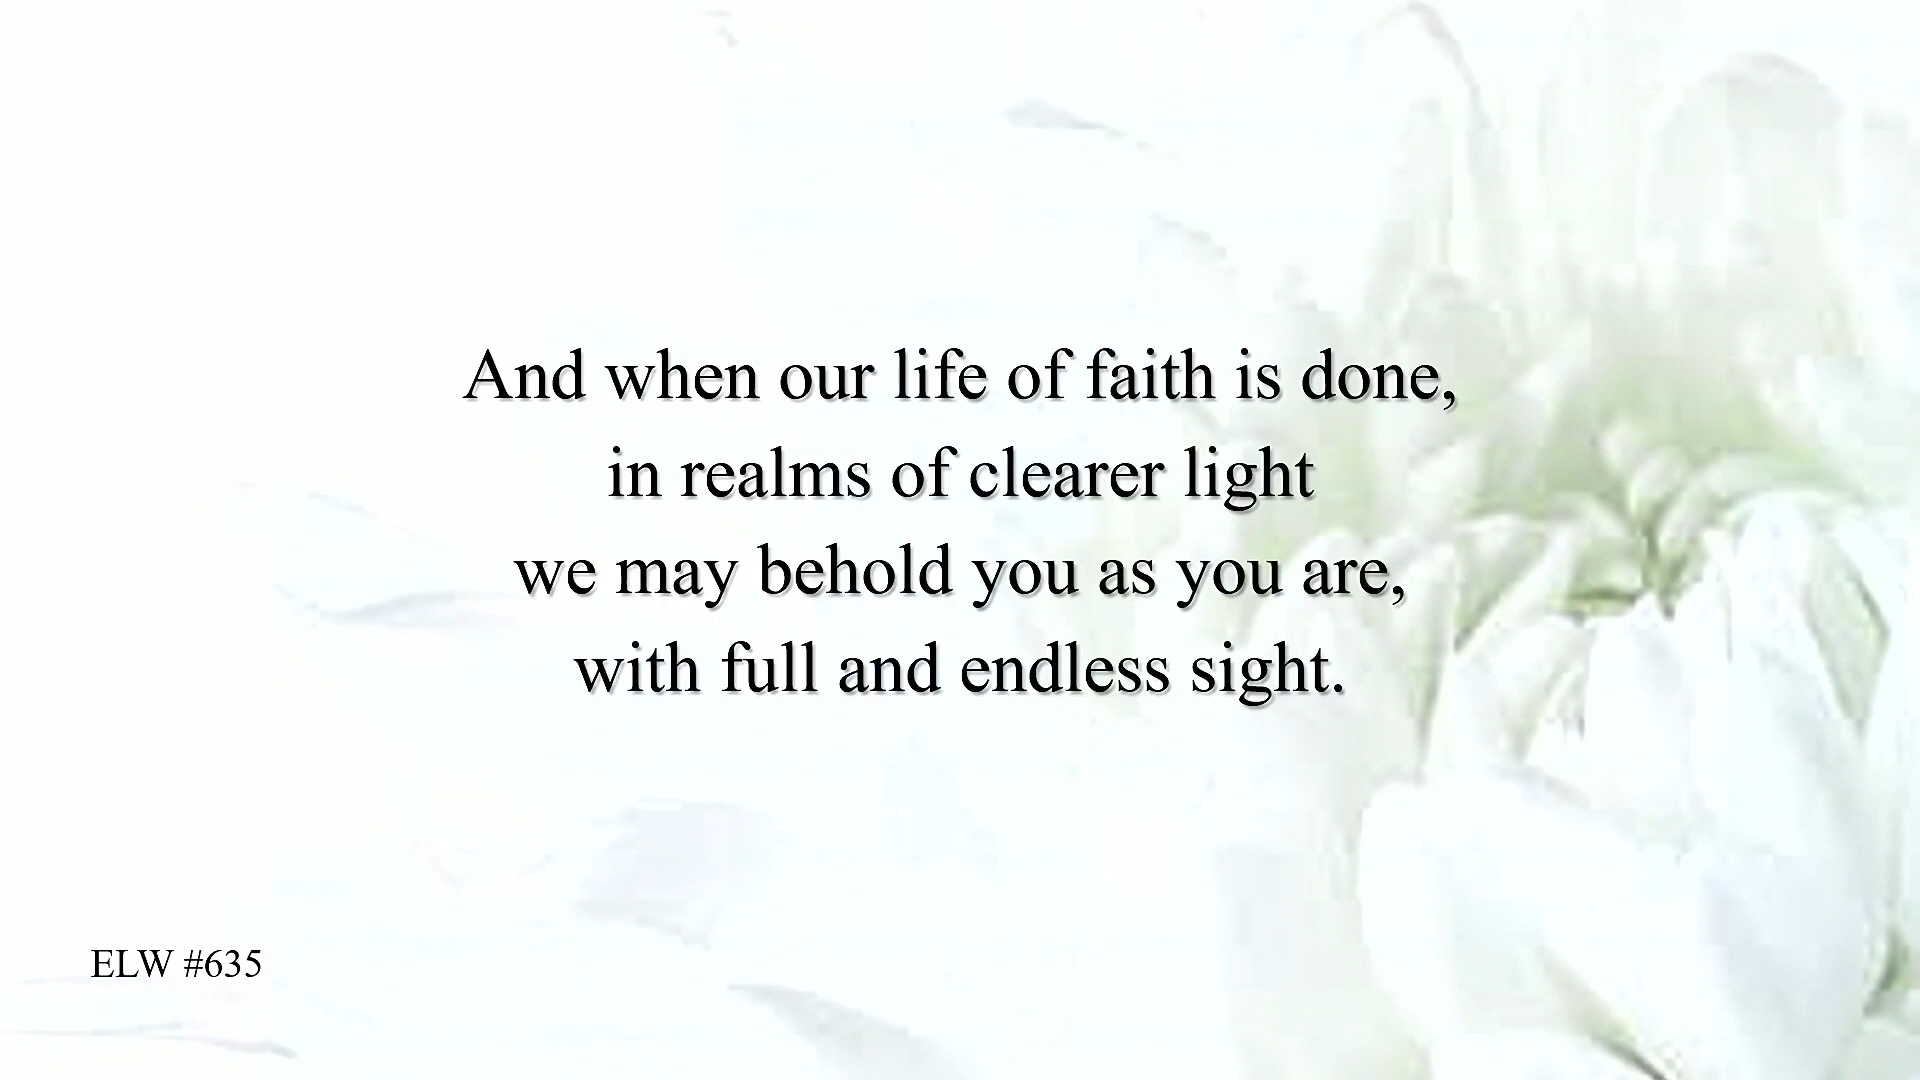 And when our life of faith is done,
in realms of clearer light
we may behold you as you are,
with full and endless sight.
ELW #635